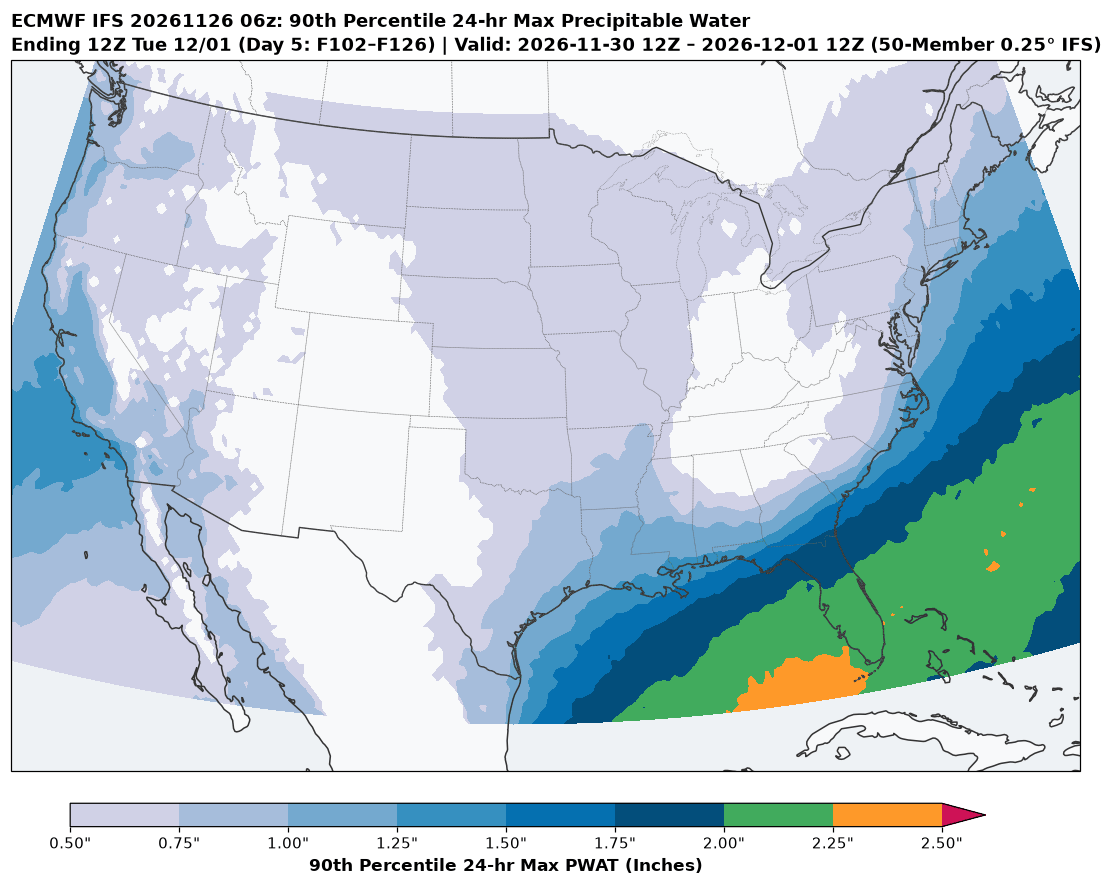 ECMWF IFS 20261126 06z: 90th Percentile 24-hr Max Precipitable Water
Ending 12Z Tue 12/01 (Day 5: F102–F126) | Valid: 2026-11-30 12Z – 2026-12-01 12Z (50-Member 0.25° IFS)
0.50" 0.75" 1.00" 1.25" 1.50" 1.75" 2.00" 2.25" 2.50"
90th Percentile 24-hr Max PWAT (Inches)